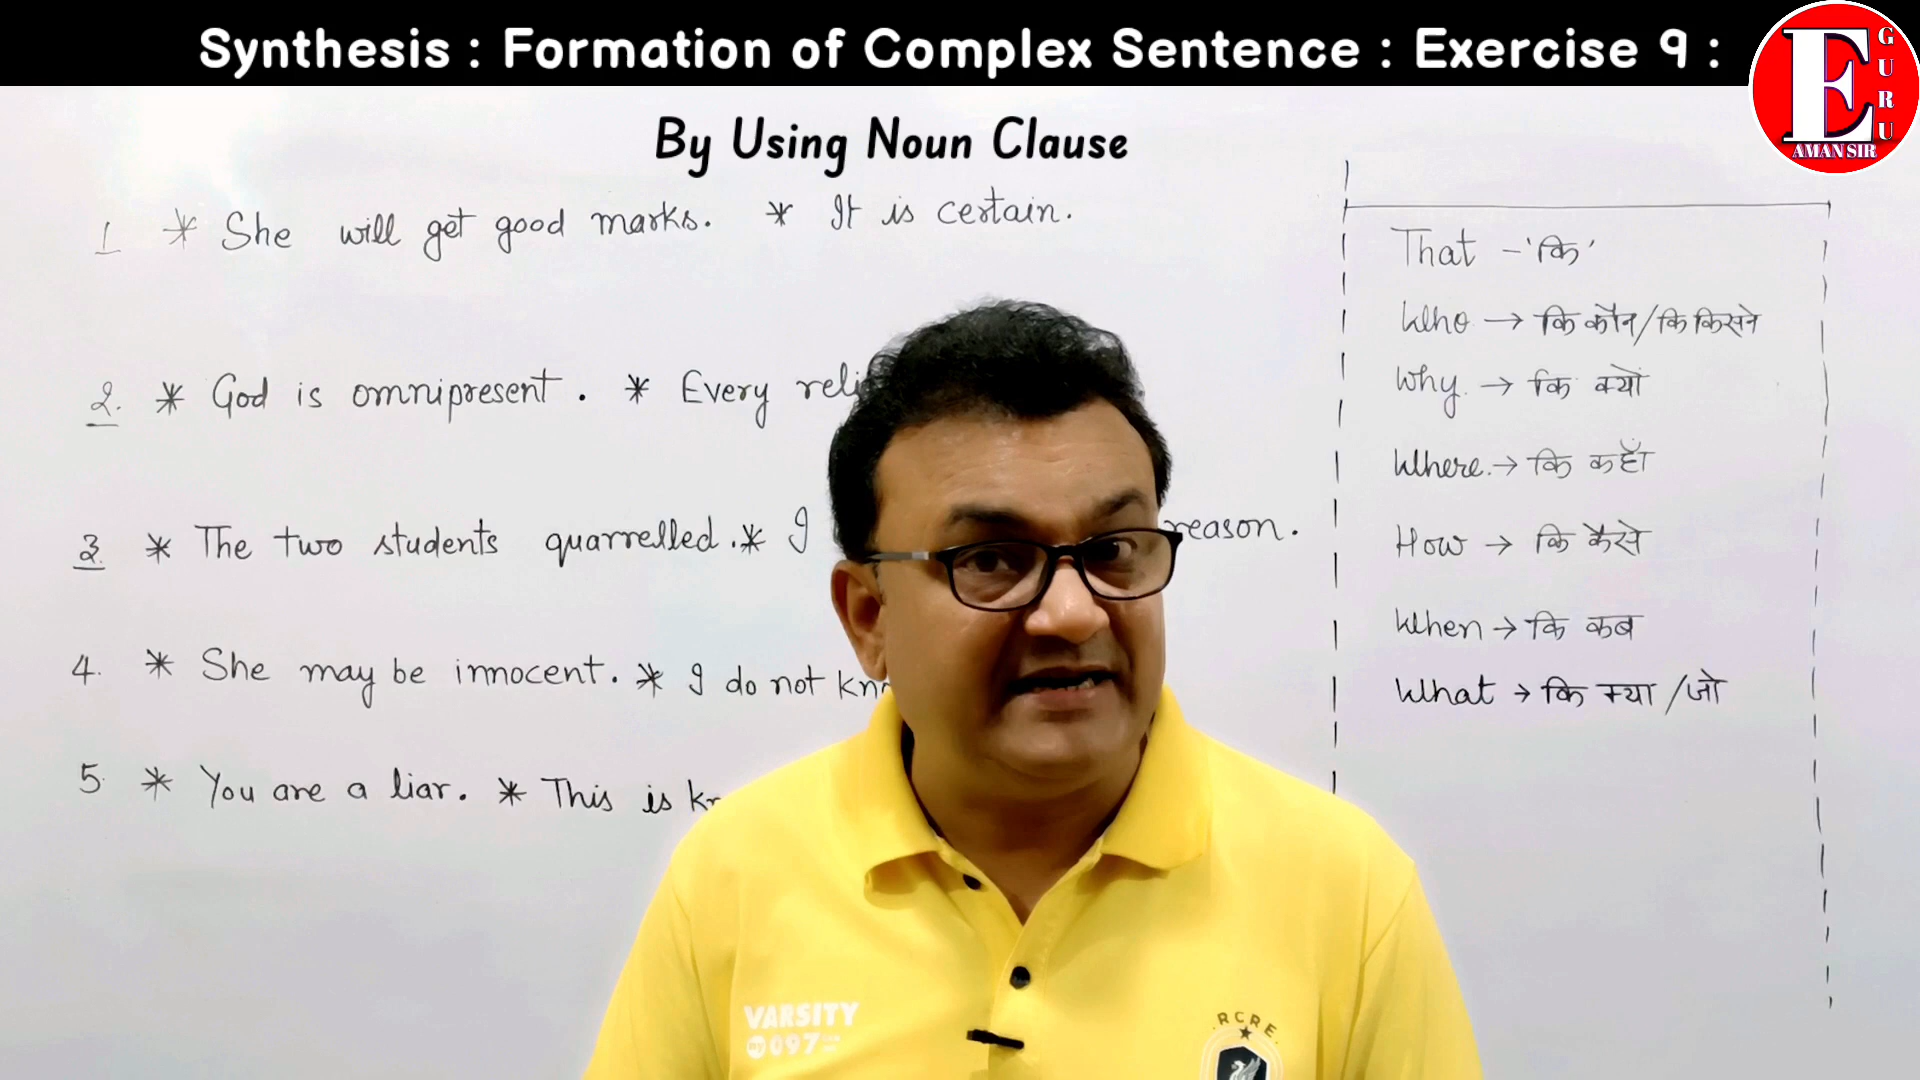 Synthesis : Formation of Complex Sentence : Exercise 9 :
E GURU
AMAN SIR
By Using Noun Clause
1 * She will get good marks. * It is certain.
2. * God is omnipresent. * Every
3. * The two students quarrelled. * I reason.
4. * She may be innocent. * I do not
5 * You are a liar. * This is
That - 'कि'
Who → कि कौन/कि किसने
Why. → कि क्यों
Where. → कि कहाँ
How → कि कैसे
When → कि कब
What → कि क्या /जो
VARSITY
BY 097
RCRE